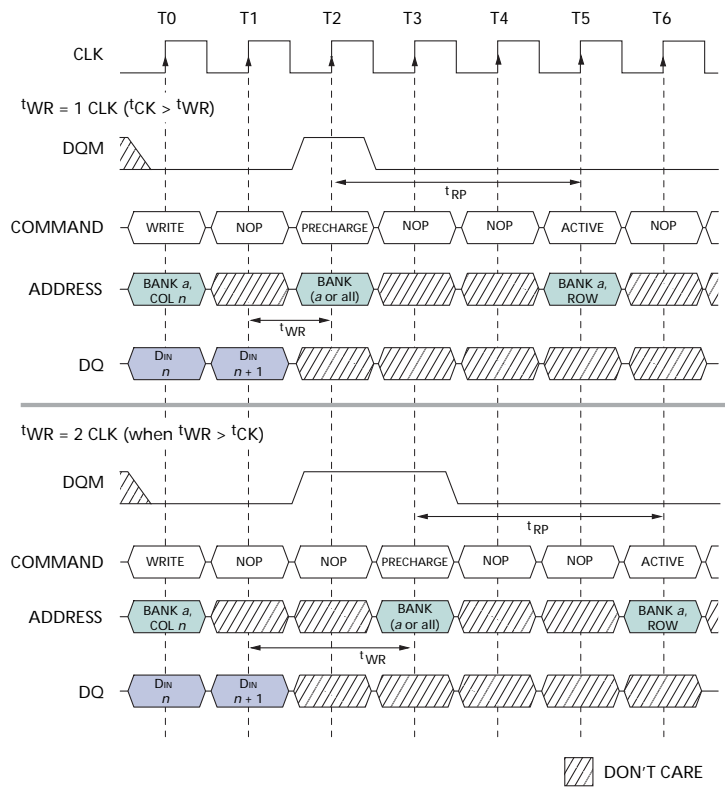 T0 T1 T2 T3 T4 T5 T6
CLK
tWR = 1 CLK (tCK > tWR)
DQM
tRP
COMMAND WRITE NOP PRECHARGE NOP NOP ACTIVE NOP
ADDRESS BANK a, COL n BANK (a or all) BANK a, ROW
tWR
DQ DIN n DIN n + 1
tWR = 2 CLK (when tWR > tCK)
DQM
tRP
COMMAND WRITE NOP NOP PRECHARGE NOP NOP ACTIVE
ADDRESS BANK a, COL n BANK (a or all) BANK a, ROW
tWR
DQ DIN n DIN n + 1
DON'T CARE